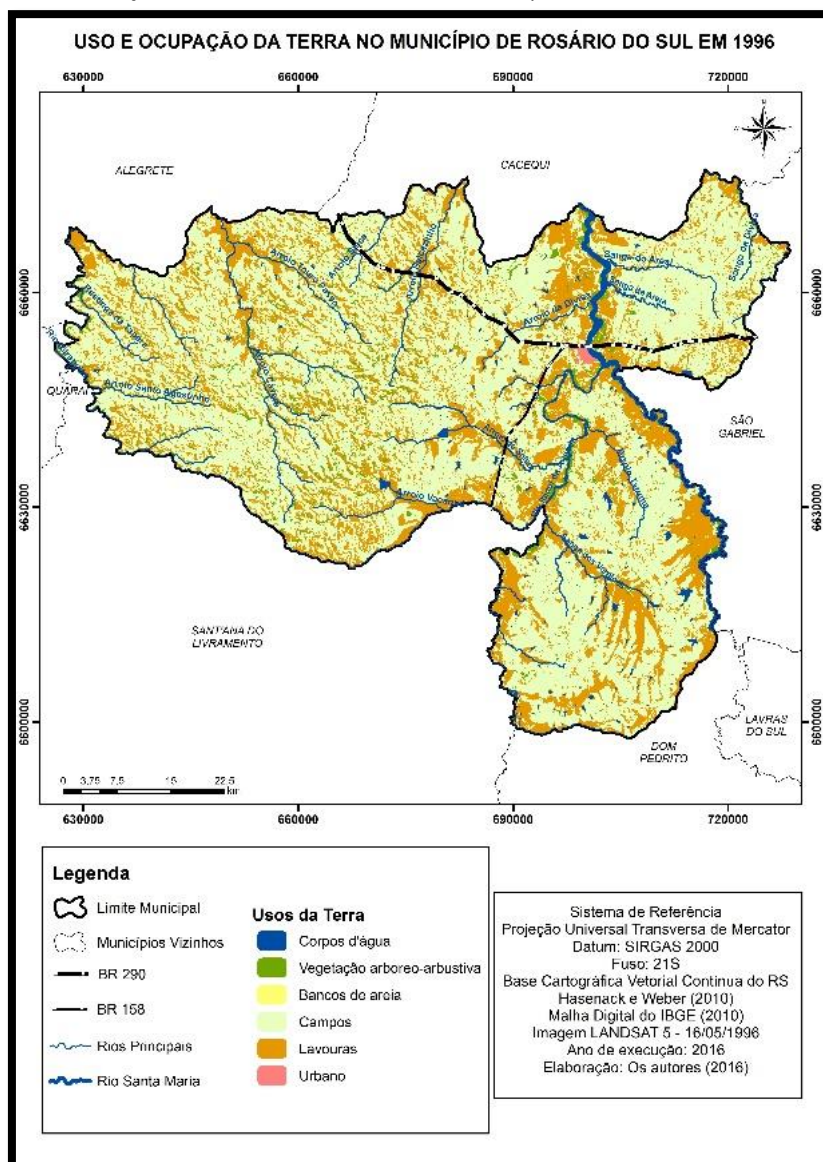 USO E OCUPAÇÃO DA TERRA NO MUNICÍPIO DE ROSÁRIO DO SUL EM 1996
630000 660000 690000 720000
ALEGRETE
CACEQUI
6660000 6660000
Arroio Santo Agostinho
QUARAÍ
SÃO
GABRIEL
6630000 6630000
SANT'ANA DO
LIVRAMENTO
6600000 6600000
LAVRAS
DO SUL
DOM
PEDRITO
0 3,75 7,5 15 22,5
km
630000 660000 690000 720000
Legenda
Limite Municipal
Municípios Vizinhos
BR 290
BR 158
Rios Principais
Rio Santa Maria
Usos da Terra
Corpos d'água
Vegetação arboreo-arbustiva
Bancos de areia
Campos
Lavouras
Urbano
Sistema de Referência
Projeção Universal Transversa de Mercator
Datum: SIRGAS 2000
Fuso: 21S
Base Cartográfica Vetorial Contínua do RS
Hasenack e Weber (2010)
Malha Digital do IBGE (2010)
Imagem LANDSAT 5 - 16/05/1996
Ano de execução: 2016
Elaboração: Os autores (2016)